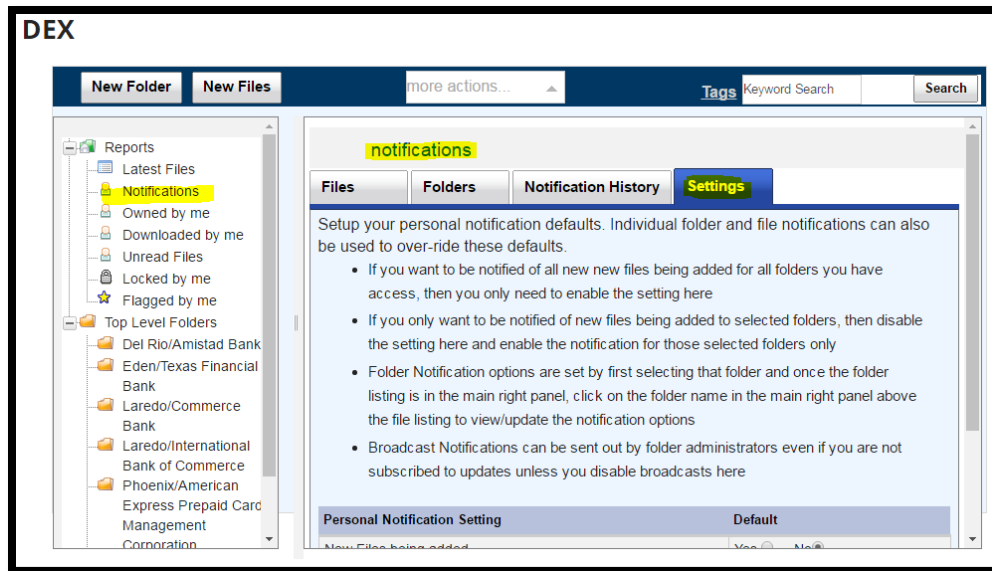 DEX
New Folder
New Files
more actions...
Tags
Keyword Search
Search
Reports
Latest Files
Notifications
Owned by me
Downloaded by me
Unread Files
Locked by me
Flagged by me
Top Level Folders
Del Rio/Amistad Bank
Eden/Texas Financial
Bank
Laredo/Commerce
Bank
Laredo/International
Bank of Commerce
Phoenix/American
Express Prepaid Card
Management
Corporation
notifications
Files
Folders
Notification History
Settings
Setup your personal notification defaults. Individual folder and file notifications can also
be used to over-ride these defaults.
• If you want to be notified of all new new files being added for all folders you have
access, then you only need to enable the setting here
• If you only want to be notified of new files being added to selected folders, then disable
the setting here and enable the notification for those selected folders only
• Folder Notification options are set by first selecting that folder and once the folder
listing is in the main right panel, click on the folder name in the main right panel above
the file listing to view/update the notification options
• Broadcast Notifications can be sent out by folder administrators even if you are not
subscribed to updates unless you disable broadcasts here
Personal Notification Setting
Default
New Files being added
Yes No